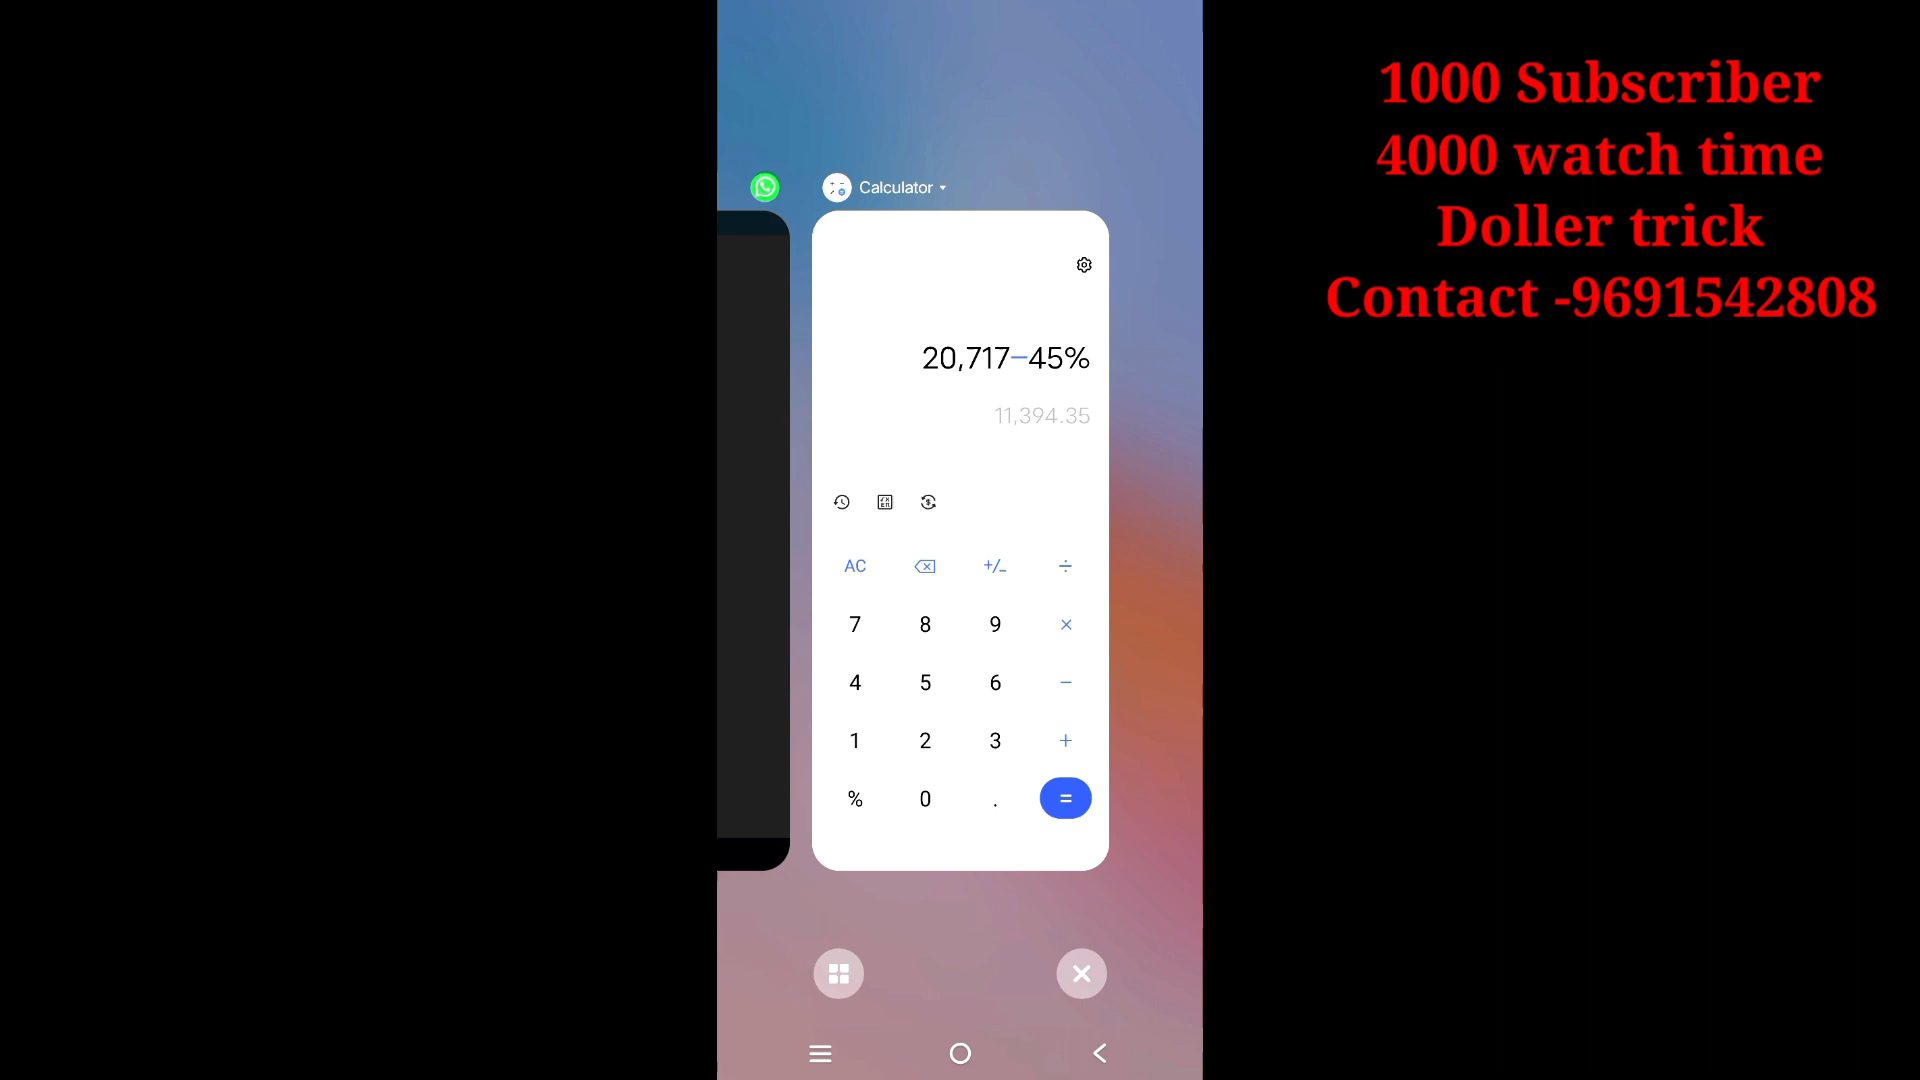 1000 Subscriber
4000 watch time
Doller trick
Contact -9691542808
Calculator
20,717−45%
11,394.35
AC +/− ÷
7 8 9 ×
4 5 6 −
1 2 3 +
% 0 . =